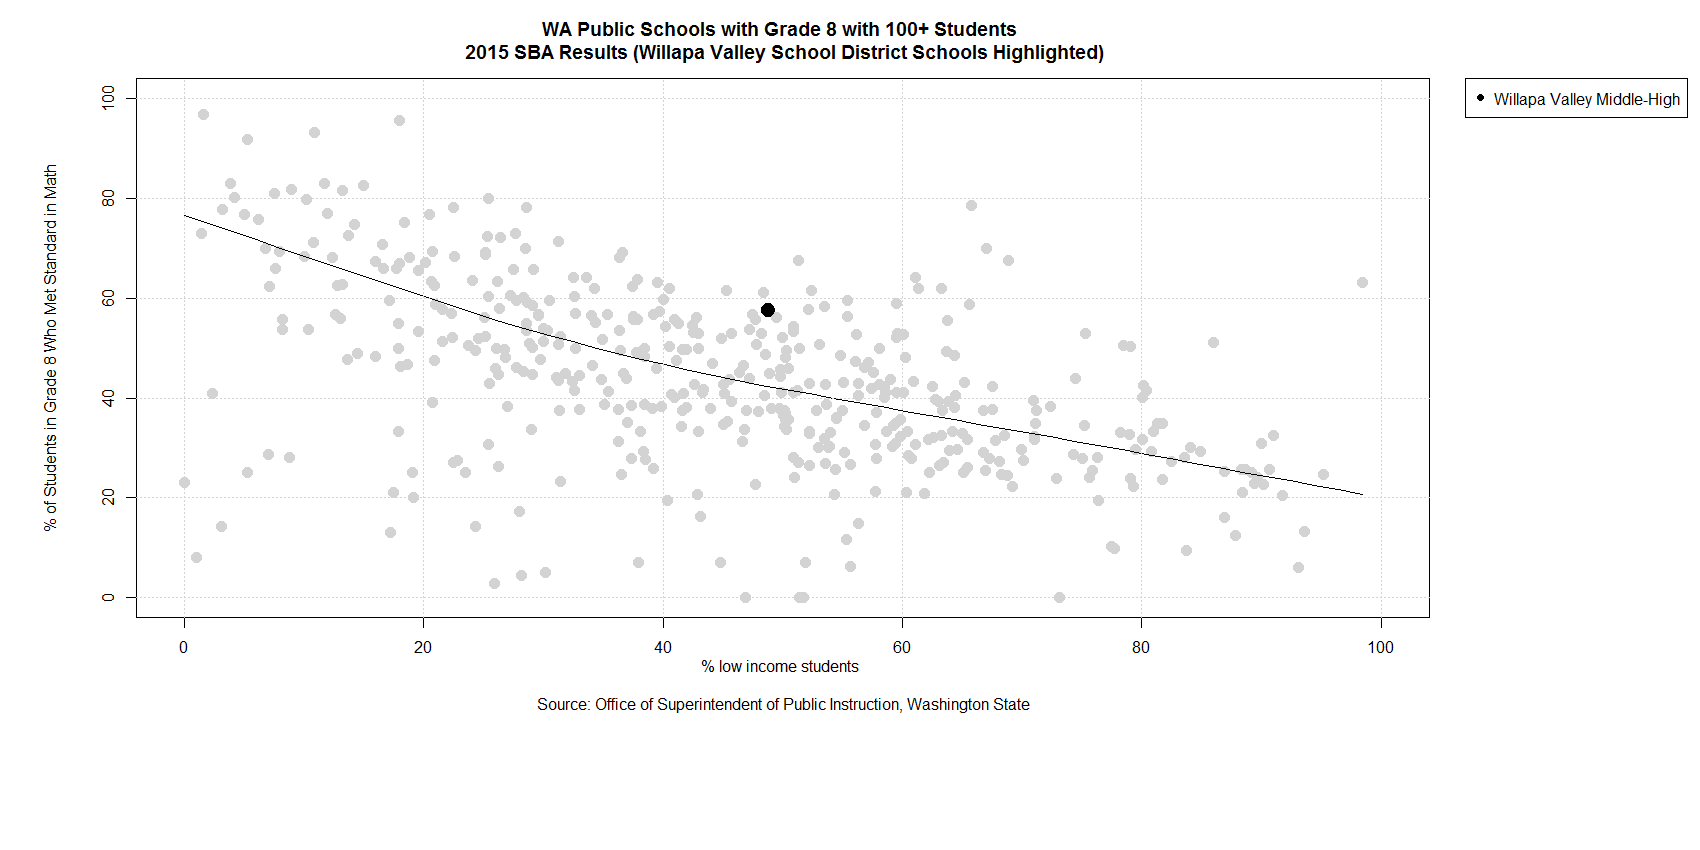 WA Public Schools with Grade 8 with 100+ Students
2015 SBA Results (Willapa Valley School District Schools Highlighted)
Willapa Valley Middle-High
% of Students in Grade 8 Who Met Standard in Math
100
80
60
40
20
0
0 20 40 60 80 100
% low income students
Source: Office of Superintendent of Public Instruction, Washington State